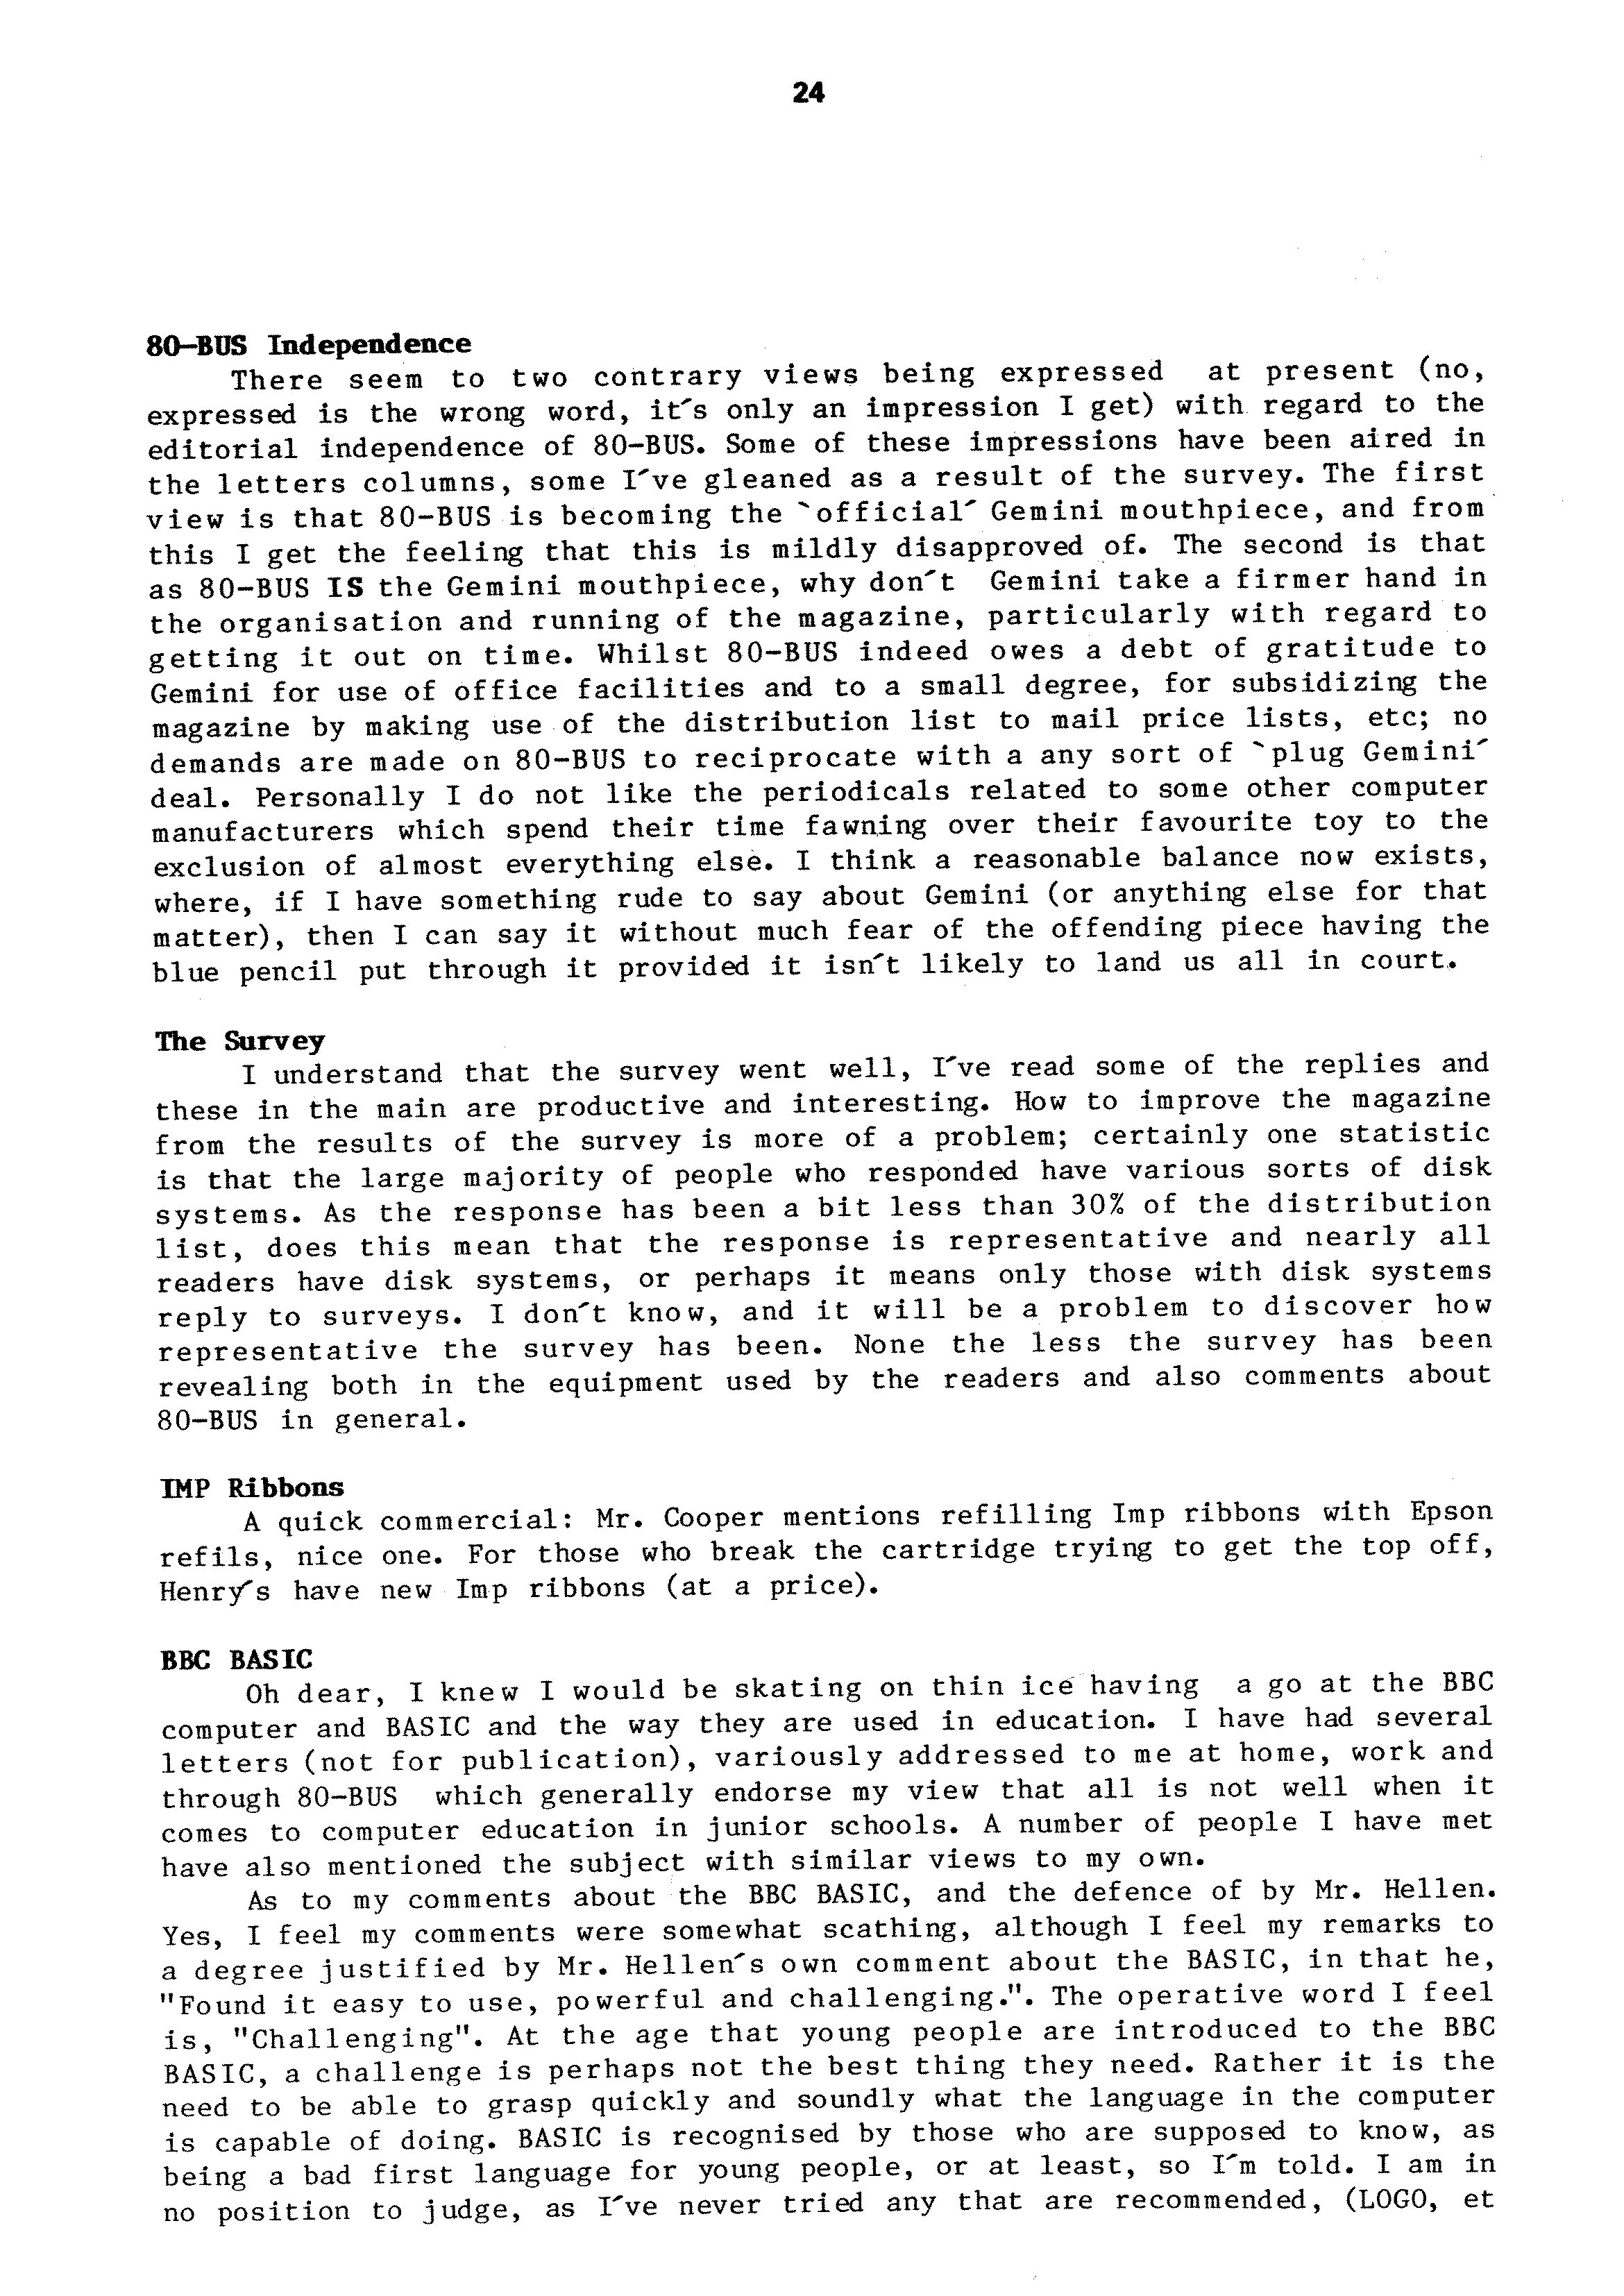 24
80-BUS Independence
There seem to two contrary views being expressed at present (no,
expressed is the wrong word, it's only an impression I get) with regard to the
editorial independence of 80-BUS. Some of these impressions have been aired in
the letters columns, some I've gleaned as a result of the survey. The first
view is that 80-BUS is becoming the `official' Gemini mouthpiece, and from
this I get the feeling that this is mildly disapproved of. The second is that
as 80-BUS IS the Gemini mouthpiece, why don't Gemini take a firmer hand in
the organisation and running of the magazine, particularly with regard to
getting it out on time. Whilst 80-BUS indeed owes a debt of gratitude to
Gemini for use of office facilities and to a small degree, for subsidizing the
magazine by making use of the distribution list to mail price lists, etc; no
demands are made on 80-BUS to reciprocate with a any sort of `plug Gemini'
deal. Personally I do not like the periodicals related to some other computer
manufacturers which spend their time fawning over their favourite toy to the
exclusion of almost everything else. I think a reasonable balance now exists,
where, if I have something rude to say about Gemini (or anything else for that
matter), then I can say it without much fear of the offending piece having the
blue pencil put through it provided it isn't likely to land us all in court.
The Survey
I understand that the survey went well, I've read some of the replies and
these in the main are productive and interesting. How to improve the magazine
from the results of the survey is more of a problem; certainly one statistic
is that the large majority of people who responded have various sorts of disk
systems. As the response has been a bit less than 30% of the distribution
list, does this mean that the response is representative and nearly all
readers have disk systems, or perhaps it means only those with disk systems
reply to surveys. I don't know, and it will be a problem to discover how
representative the survey has been. None the less the survey has been
revealing both in the equipment used by the readers and also comments about
80-BUS in general.
IMP Ribbons
A quick commercial: Mr. Cooper mentions refilling Imp ribbons with Epson
refils, nice one. For those who break the cartridge trying to get the top off,
Henry's have new Imp ribbons (at a price).
BBC BASIC
Oh dear, I knew I would be skating on thin ice having a go at the BBC
computer and BASIC and the way they are used in education. I have had several
letters (not for publication), variously addressed to me at home, work and
through 80-BUS which generally endorse my view that all is not well when it
comes to computer education in junior schools. A number of people I have met
have also mentioned the subject with similar views to my own.
As to my comments about the BBC BASIC, and the defence of by Mr. Hellen.
Yes, I feel my comments were somewhat scathing, although I feel my remarks to
a degree justified by Mr. Hellen's own comment about the BASIC, in that he,
"Found it easy to use, powerful and challenging.". The operative word I feel
is, "Challenging". At the age that young people are introduced to the BBC
BASIC, a challenge is perhaps not the best thing they need. Rather it is the
need to be able to grasp quickly and soundly what the language in the computer
is capable of doing. BASIC is recognised by those who are supposed to know, as
being a bad first language for young people, or at least, so I'm told. I am in
no position to judge, as I've never tried any that are recommended, (LOGO, et